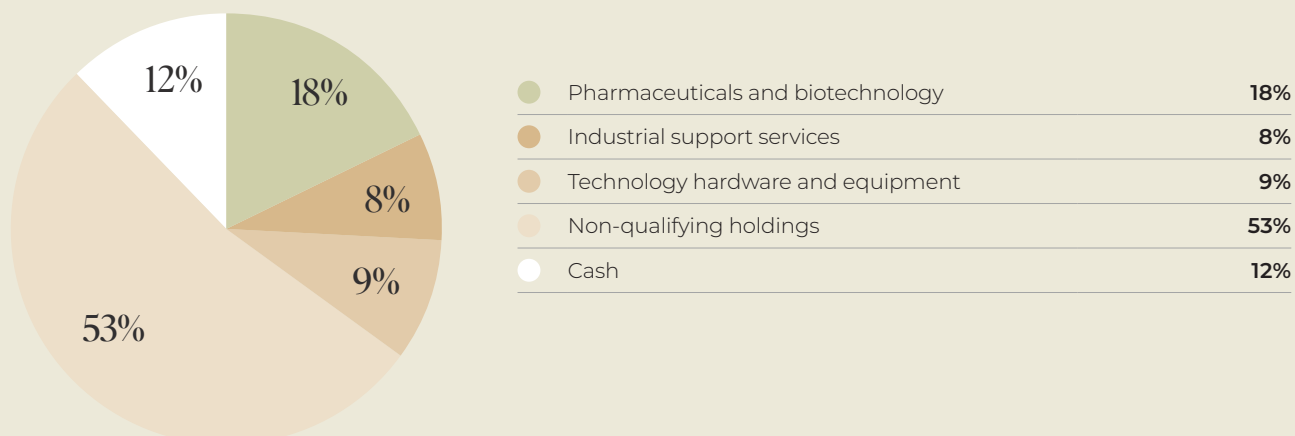 12%
18%
8%
9%
53%
Pharmaceuticals and biotechnology 18%
Industrial support services 8%
Technology hardware and equipment 9%
Non-qualifying holdings 53%
Cash 12%